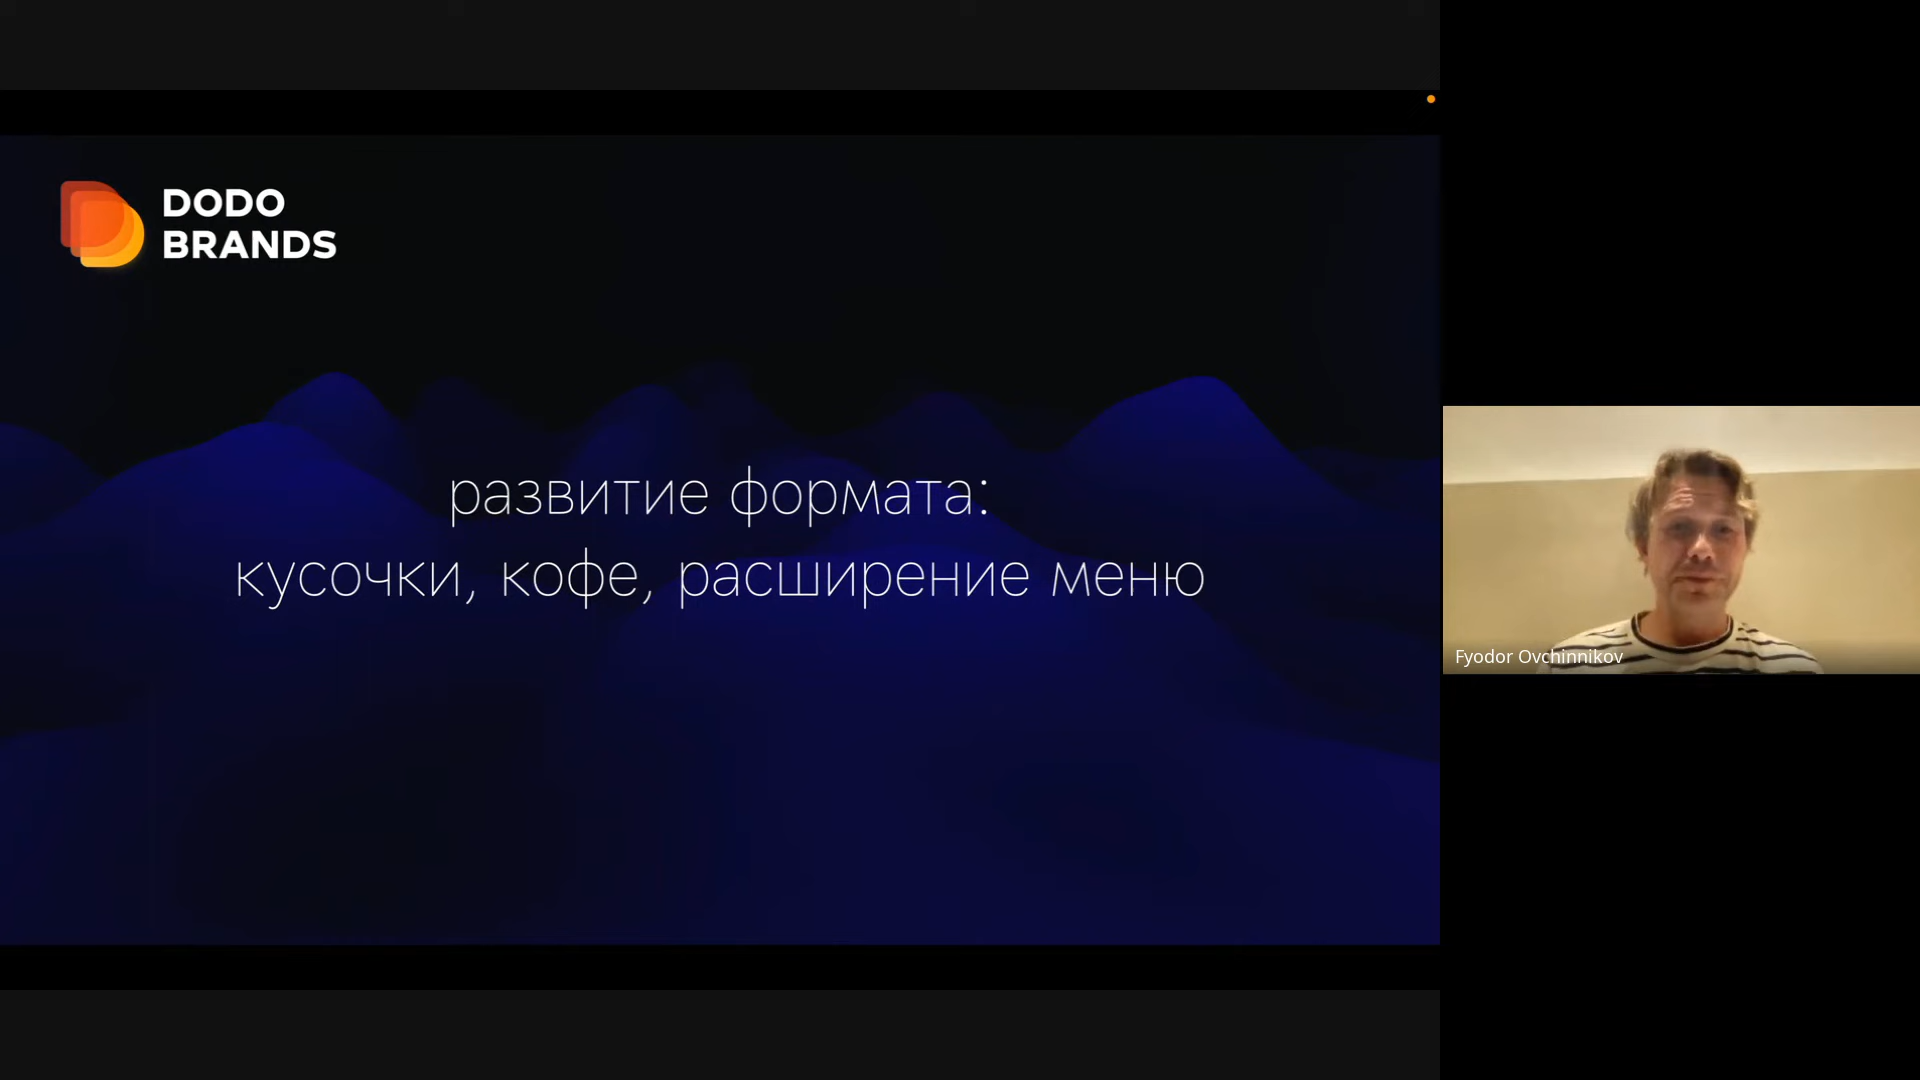 DODO
BRANDS
развитие формата:
кусочки, кофе, расширение меню
Fyodor Ovchinnikov